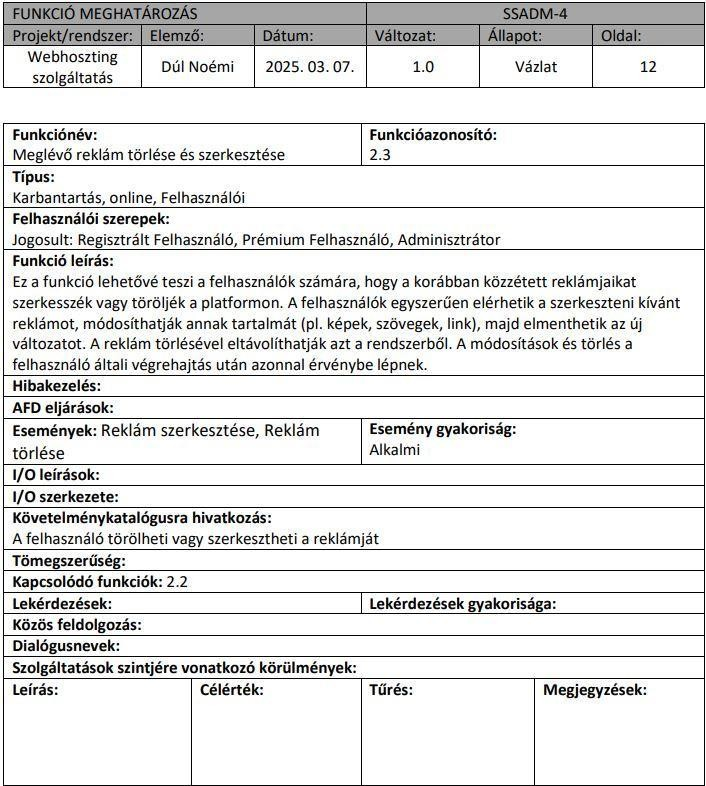 FUNKCIÓ MEGHATÁROZÁS SSADM-4
Projekt/rendszer: Elemző: Dátum: Változat: Állapot: Oldal:
Webhoszting szolgáltatás Dúl Noémi 2025. 03. 07. 1.0 Vázlat 12
Funkciónév: Funkcióazonosító:
Meglévő reklám törlése és szerkesztése 2.3
Típus:
Karbantartás, online, Felhasználói
Felhasználói szerepek:
Jogosult: Regisztrált Felhasználó, Prémium Felhasználó, Adminisztrátor
Funkció leírás:
Ez a funkció lehetővé teszi a felhasználók számára, hogy a korábban közzétett reklámjaikat
szerkesszék vagy töröljék a platformon. A felhasználók egyszerűen elérhetik a szerkeszteni kívánt
reklámot, módosíthatják annak tartalmát (pl. képek, szövegek, link), majd elmenthetik az új
változatot. A reklám törlésével eltávolíthatják azt a rendszerből. A módosítások és törlés a
felhasználó általi végrehajtás után azonnal érvénybe lépnek.
Hibakezelés:
AFD eljárások:
Események: Reklám szerkesztése, Reklám
törlése
Esemény gyakoriság:
Alkalmi
I/O leírások:
I/O szerkezete:
Követelménykatalógusra hivatkozás:
A felhasználó törölheti vagy szerkesztheti a reklámját
Tömegszerűség:
Kapcsolódó funkciók: 2.2
Lekérdezések: Lekérdezések gyakorisága:
Közös feldolgozás:
Dialógusnevek:
Szolgáltatások szintjére vonatkozó körülmények:
Leírás: Célérték: Tűrés: Megjegyzések: